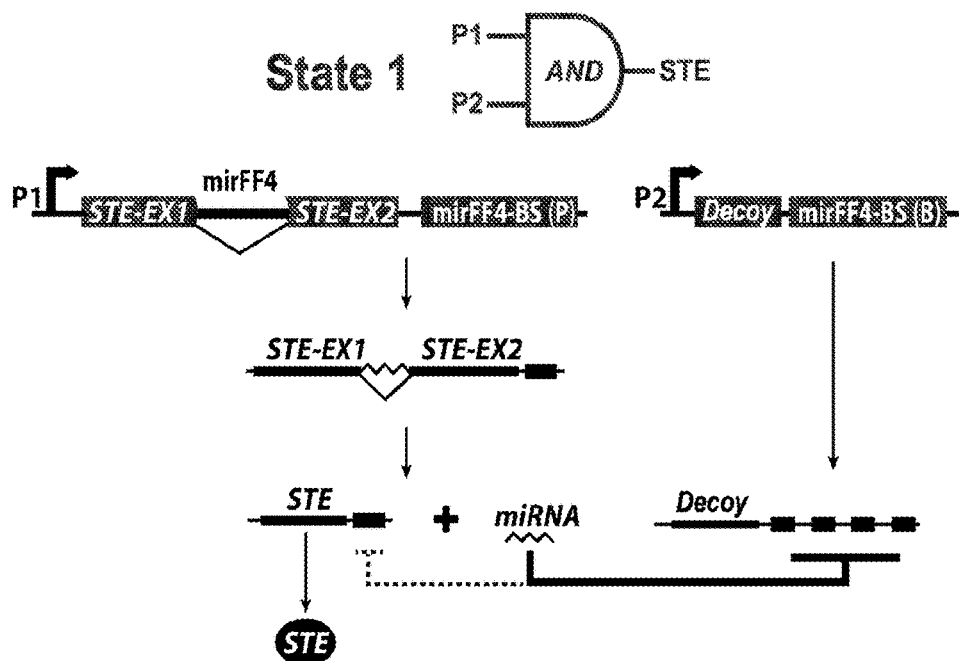 P1
State 1
AND
STE
P2
P1
mirFF4
P2
STE-EX1
STE-EX2
mirFF4-BS (P)
Decoy
mirFF4-BS (B)
STE-EX1
STE-EX2
STE
+
miRNA
Decoy
STE